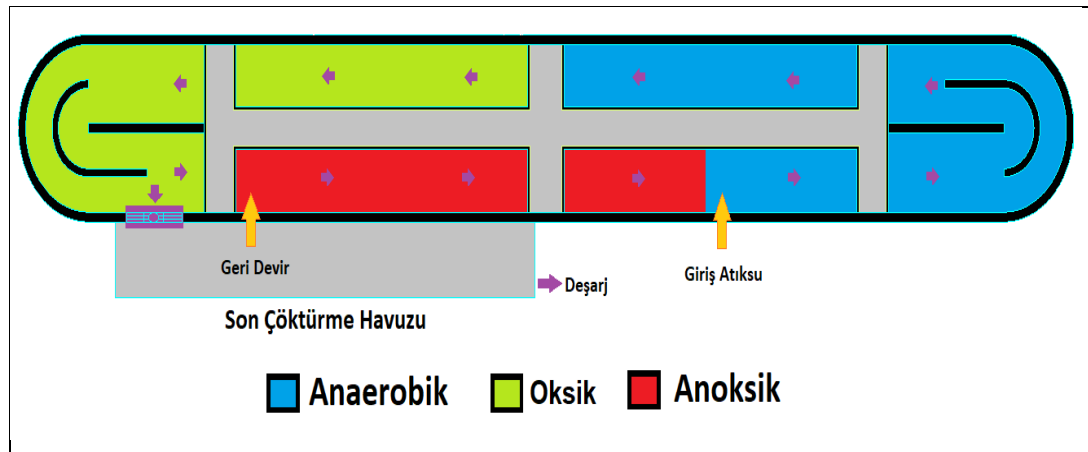 Geri Devir
Giriş Atıksu
Deşarj
Son Çöktürme Havuzu
Anaerobik
Oksik
Anoksik